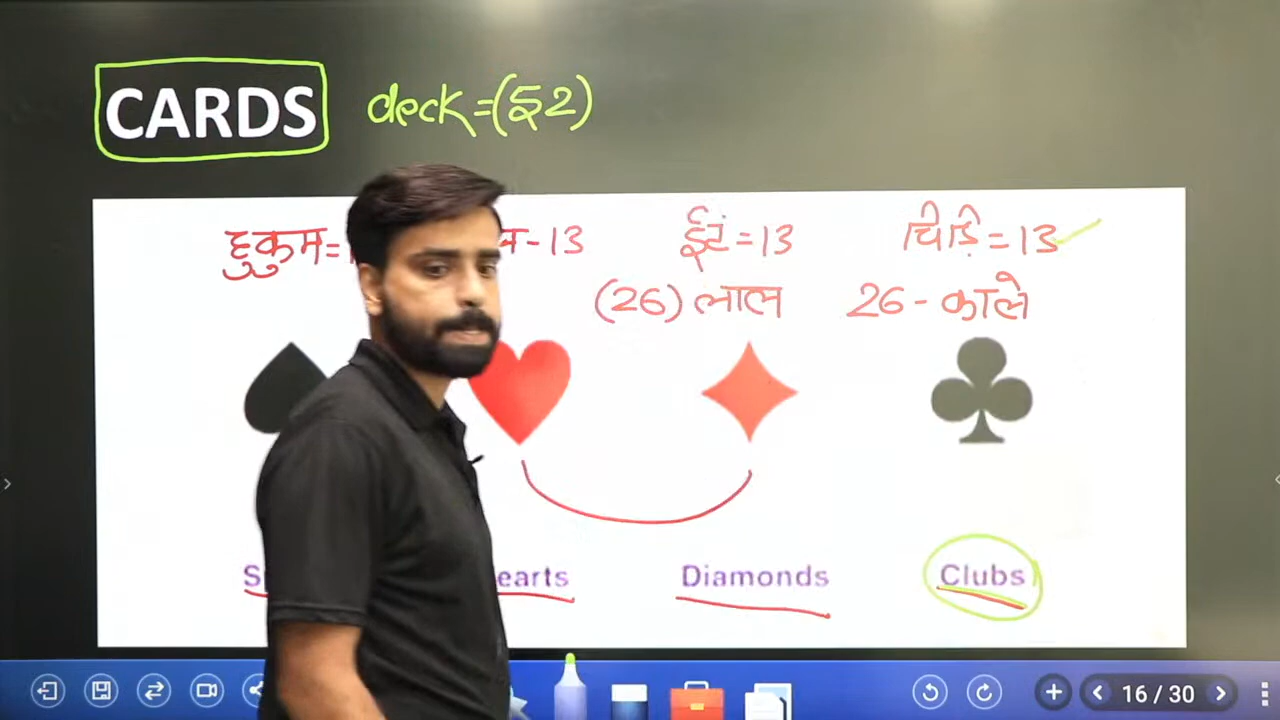 CARDS deck=(52)
हुकुम= -13 ईंट=13 चिड़ि=13
(26) लाल 26-काले
earts Diamonds Clubs
16 / 30